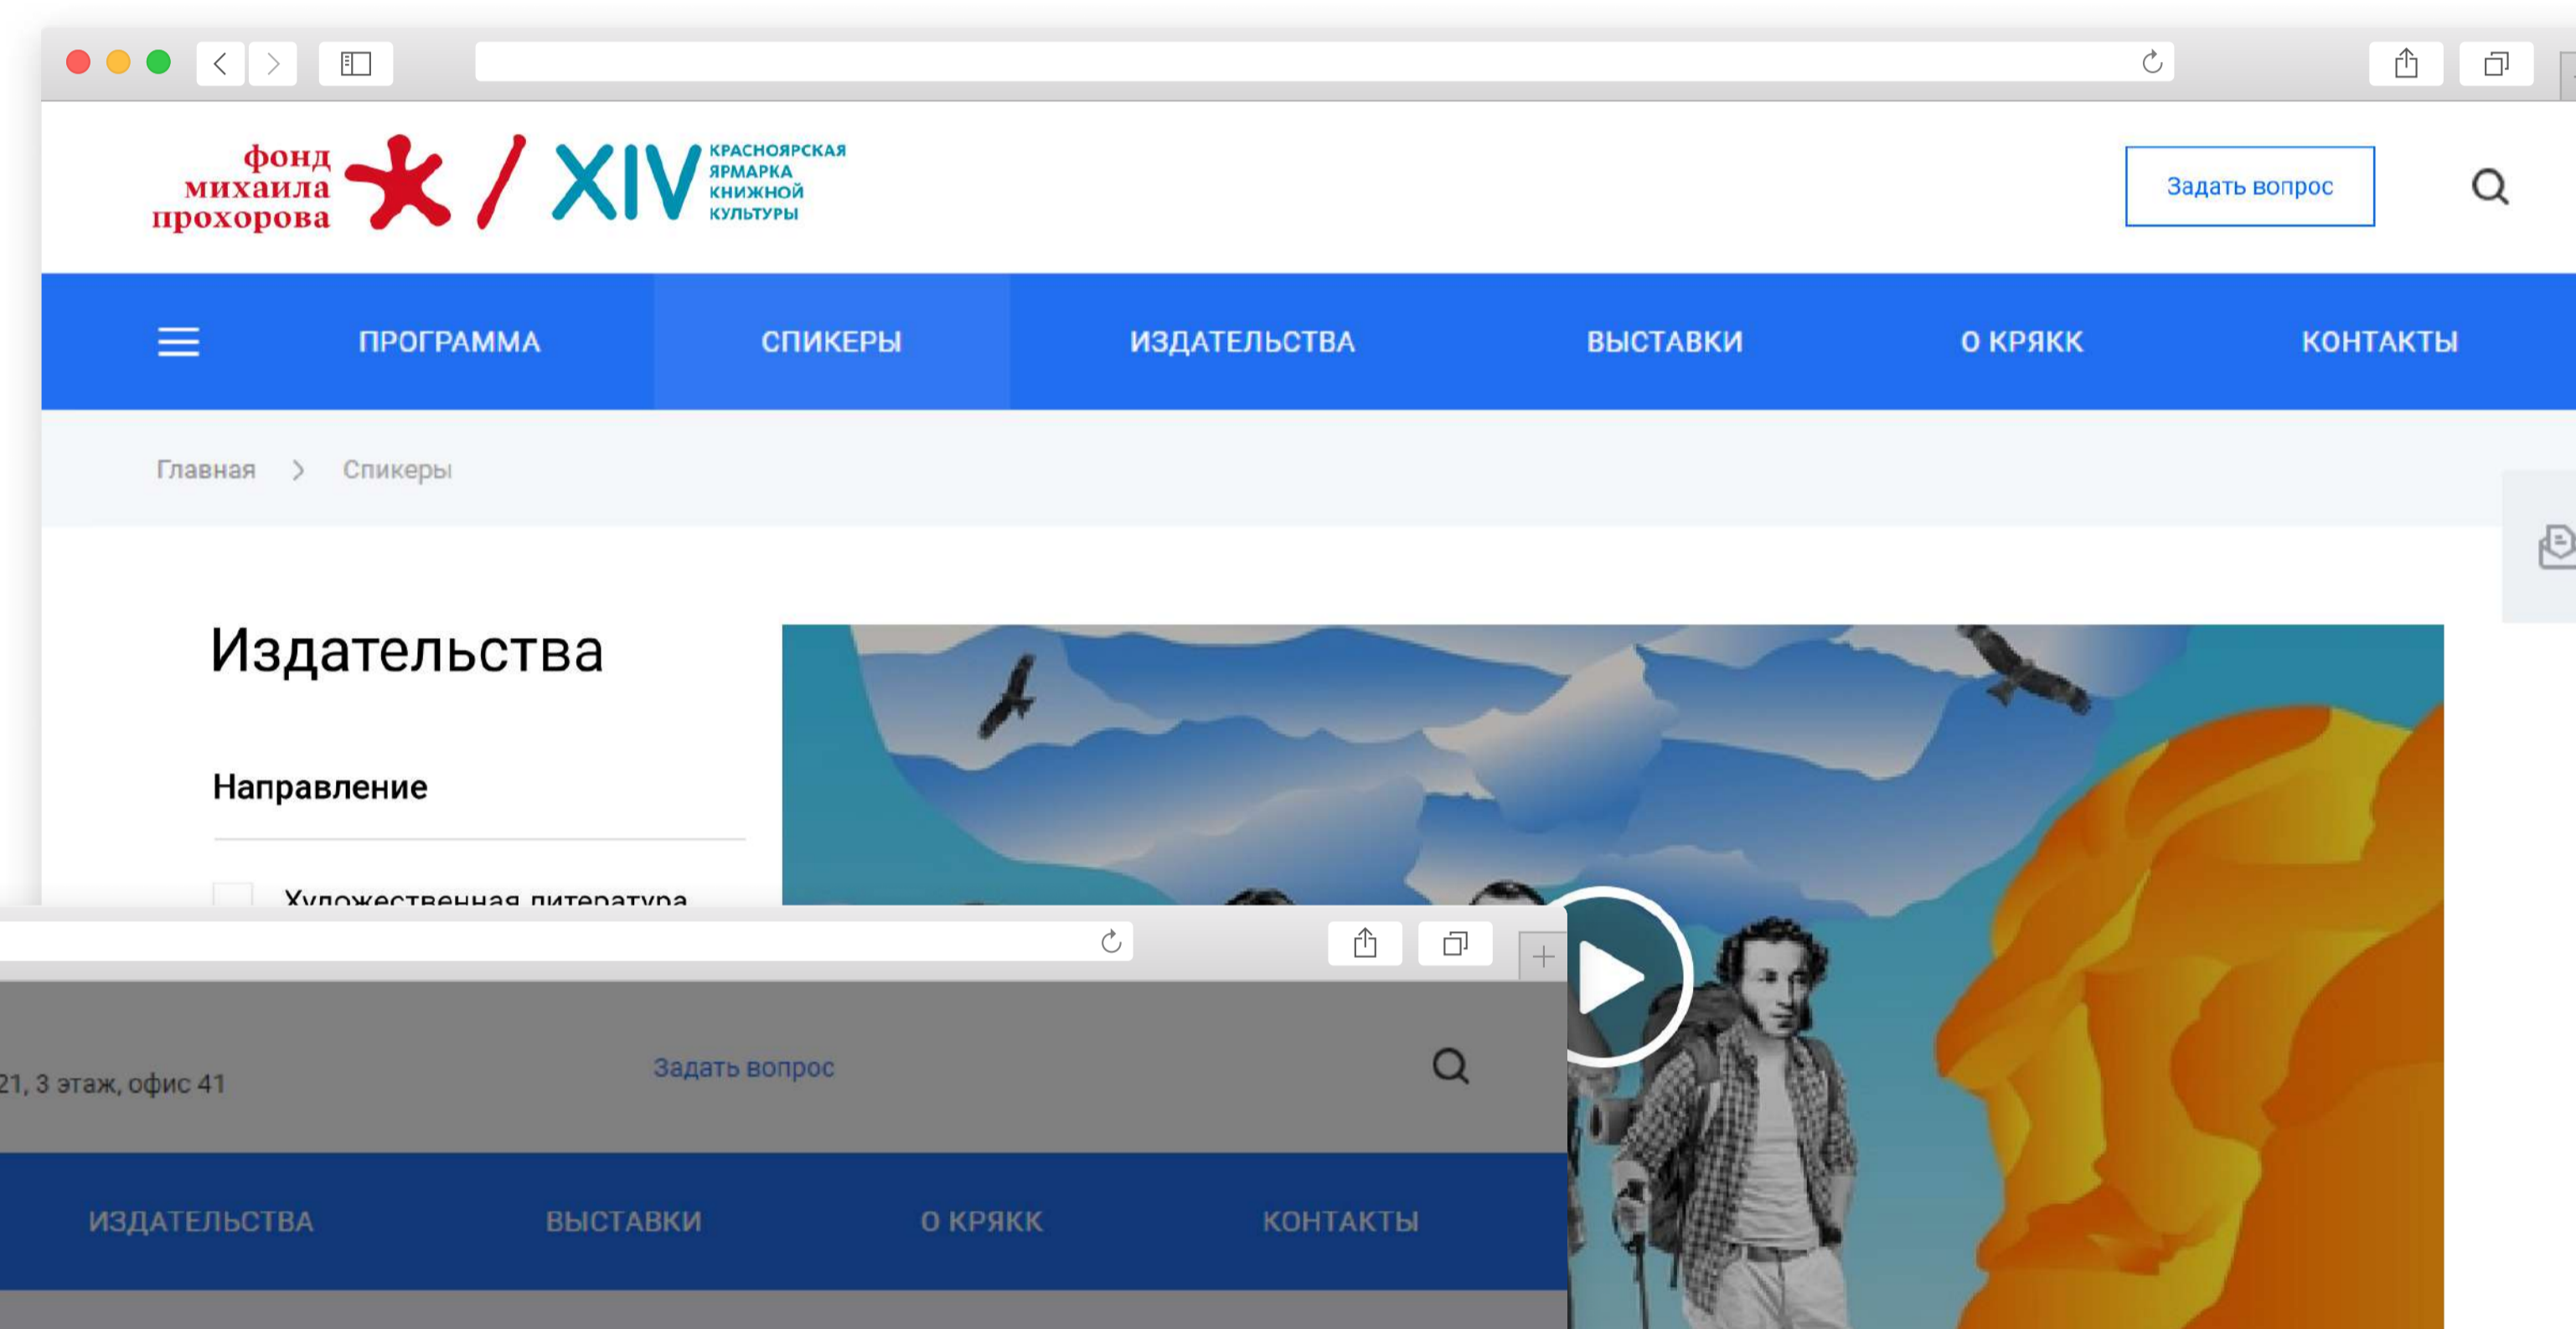 фонд
михаила
прохорова
XIV
КРАСНОЯРСКАЯ
ЯРМАРКА
КНИЖНОЙ
КУЛЬТУРЫ
Задать вопрос
ПРОГРАММА СПИКЕРЫ ИЗДАТЕЛЬСТВА ВЫСТАВКИ О КРЯКК КОНТАКТЫ
Главная > Спикеры
Издательства
Направление
Художественная литература
21, 3 этаж, офис 41
Задать вопрос
ИЗДАТЕЛЬСТВА ВЫСТАВКИ О КРЯКК КОНТАКТЫ